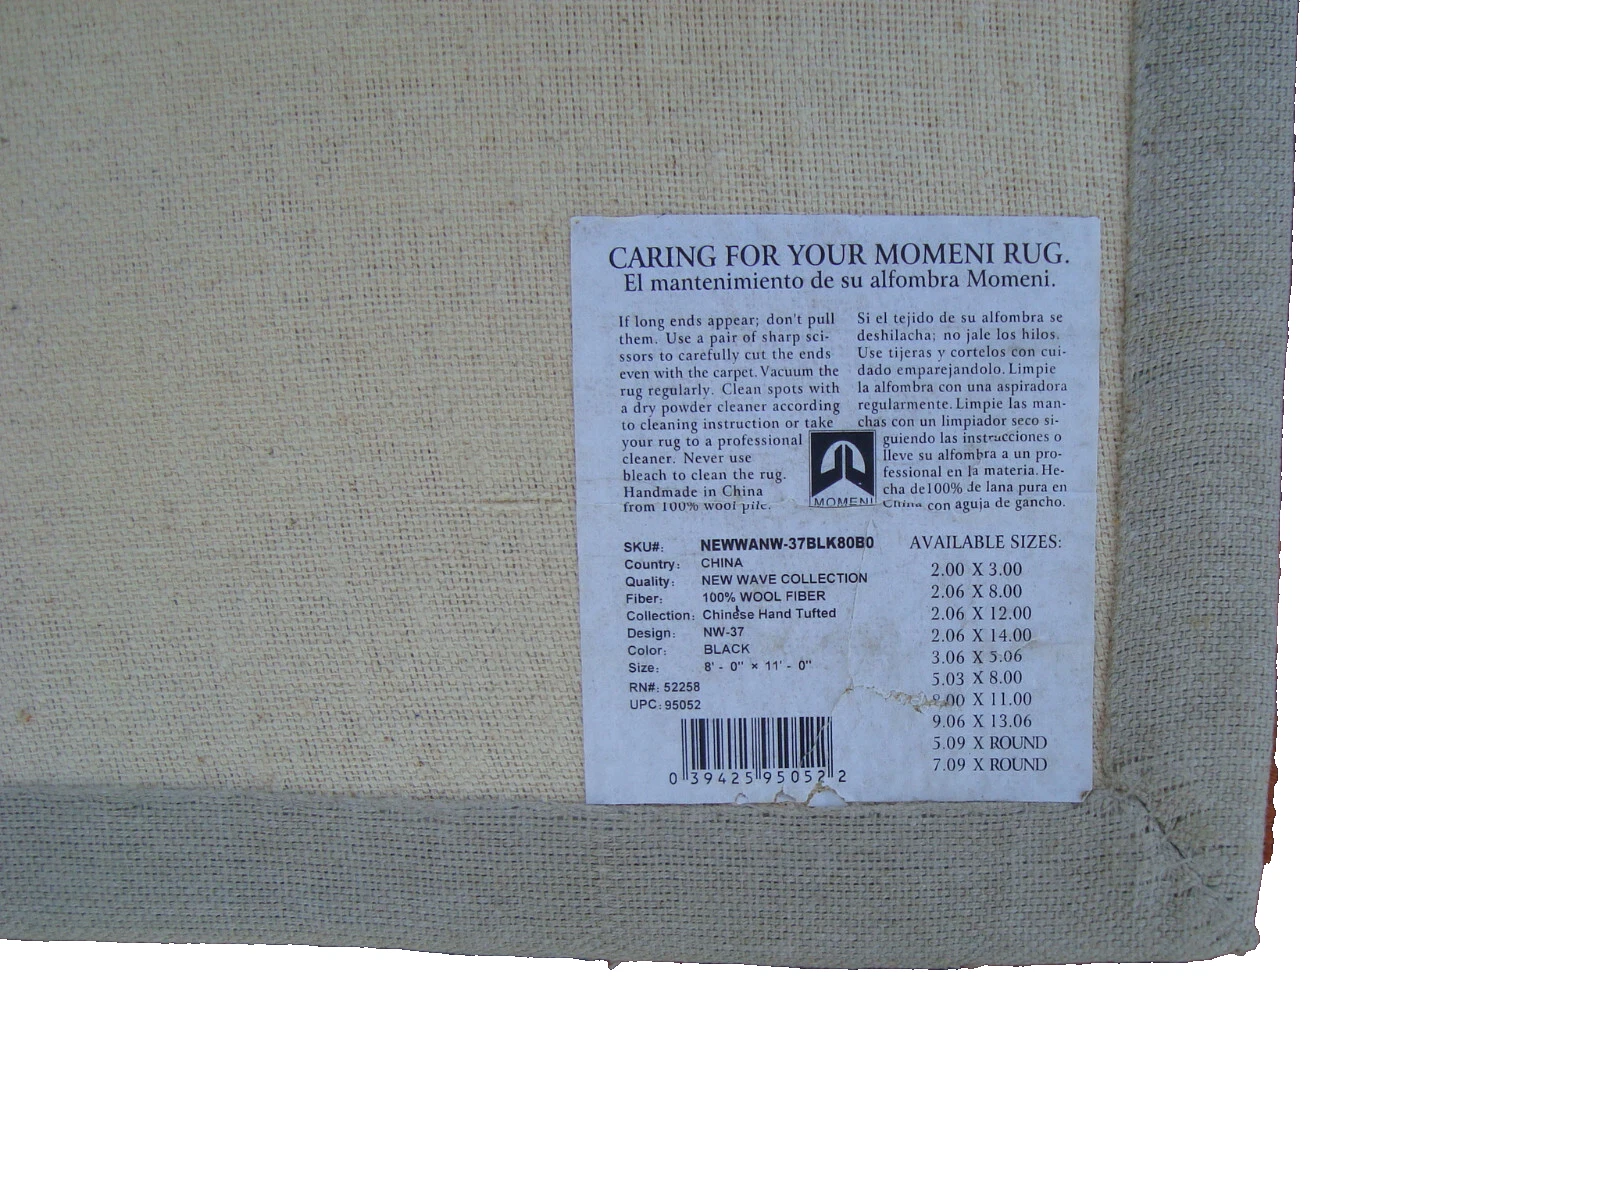 CARING FOR YOUR MOMENI RUG.
El mantenimiento de su alfombra Momeni.
If long ends appear; don't pull
them. Use a pair of sharp sci-
ssors to carefully cut the ends
even with the carpet. Vacuum the
rug regularly. Clean spots with
a dry powder cleaner according
to cleaning instruction or take
your rug to a professional
cleaner. Never use
bleach to clean the rug.
Handmade in China
from 100% wool pile.
Si el tejido de su alfombra se
deshilacha; no jale los hilos.
Use tijeras y cortelos con cui-
dado emparejandolo. Limpie
la alfombra con una aspiradora
regularmente. Limpie las man-
chas con un limpiador seco si-
guiendo las instrucciones o
lleve su alfombra a un pro-
fessional en la materia. He-
cha de100% de lana pura en
China con aguja de gancho.
MOMENI
SKU#: NEWWANW-37BLK80B0
Country: CHINA
Quality: NEW WAVE COLLECTION
Fiber: 100% WOOL FIBER
Collection: Chinese Hand Tufted
Design: NW-37
Color: BLACK
Size: 8' - 0" × 11' - 0"
RN#: 52258
UPC: 95052
0 39425 95052 2
AVAILABLE SIZES:
2.00 X 3.00
2.06 X 8.00
2.06 X 12.00
2.06 X 14.00
3.06 X 5.06
5.03 X 8.00
8.00 X 11.00
9.06 X 13.06
5.09 X ROUND
7.09 X ROUND